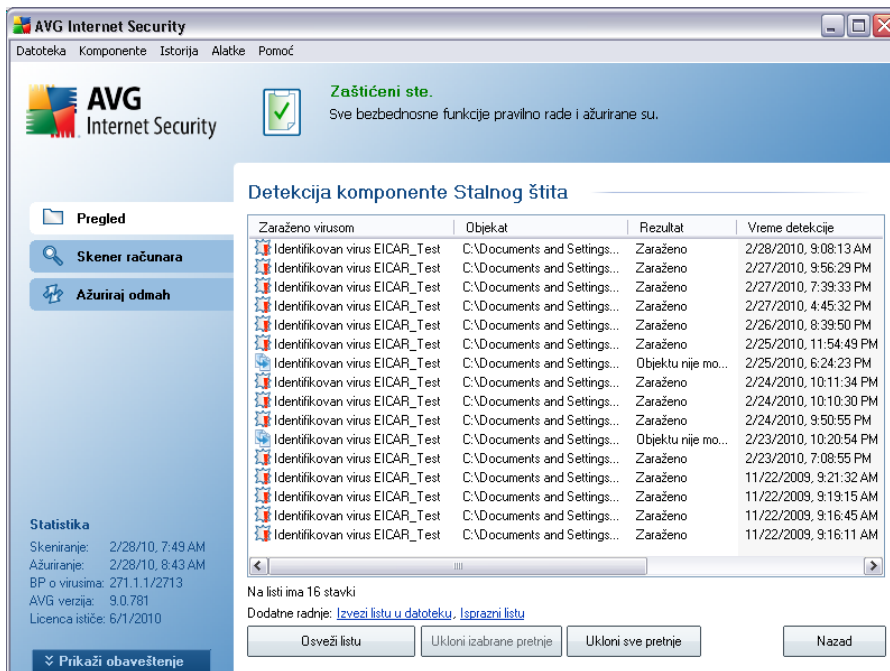 AVG Internet Security
Datoteka Komponente Istorija Alatke Pomoć
AVG
Internet Security
Zaštićeni ste.
Sve bezbednosne funkcije pravilno rade i ažurirane su.
Pregled
Skener računara
Ažuriraj odmah
Statistika
Skeniranje: 2/28/10, 7:49 AM
Ažuriranje: 2/28/10, 8:43 AM
BP o virusima: 271.1.1/2713
AVG verzija: 9.0.781
Licenca ističe: 6/1/2010
Prikaži obaveštenje
Detekcija komponente Stalnog štita
Zaraženo virusom Objekat Rezultat Vreme detekcije
Identifikovan virus EICAR_Test C:\Documents and Settings... Zaraženo 2/28/2010, 9:08:13 AM
Identifikovan virus EICAR_Test C:\Documents and Settings... Zaraženo 2/27/2010, 9:56:29 PM
Identifikovan virus EICAR_Test C:\Documents and Settings... Zaraženo 2/27/2010, 7:39:33 PM
Identifikovan virus EICAR_Test C:\Documents and Settings... Zaraženo 2/27/2010, 4:45:32 PM
Identifikovan virus EICAR_Test C:\Documents and Settings... Zaraženo 2/26/2010, 8:39:50 PM
Identifikovan virus EICAR_Test C:\Documents and Settings... Zaraženo 2/25/2010, 11:54:49 PM
Identifikovan virus EICAR_Test C:\Documents and Settings... Objektu nije mo... 2/25/2010, 6:24:23 PM
Identifikovan virus EICAR_Test C:\Documents and Settings... Zaraženo 2/24/2010, 10:11:34 PM
Identifikovan virus EICAR_Test C:\Documents and Settings... Zaraženo 2/24/2010, 10:10:30 PM
Identifikovan virus EICAR_Test C:\Documents and Settings... Zaraženo 2/24/2010, 9:50:55 PM
Identifikovan virus EICAR_Test C:\Documents and Settings... Objektu nije mo... 2/23/2010, 10:20:54 PM
Identifikovan virus EICAR_Test C:\Documents and Settings... Zaraženo 2/23/2010, 7:08:55 PM
Identifikovan virus EICAR_Test C:\Documents and Settings... Zaraženo 11/22/2009, 9:21:32 AM
Identifikovan virus EICAR_Test C:\Documents and Settings... Zaraženo 11/22/2009, 9:19:15 AM
Identifikovan virus EICAR_Test C:\Documents and Settings... Zaraženo 11/22/2009, 9:16:45 AM
Identifikovan virus EICAR_Test C:\Documents and Settings... Zaraženo 11/22/2009, 9:16:11 AM
Na listi ima 16 stavki
Dodatne radnje: Izvezi listu u datoteku, Isprazni listu
Osveži listu Ukloni izabrane pretnje Ukloni sve pretnje Nazad